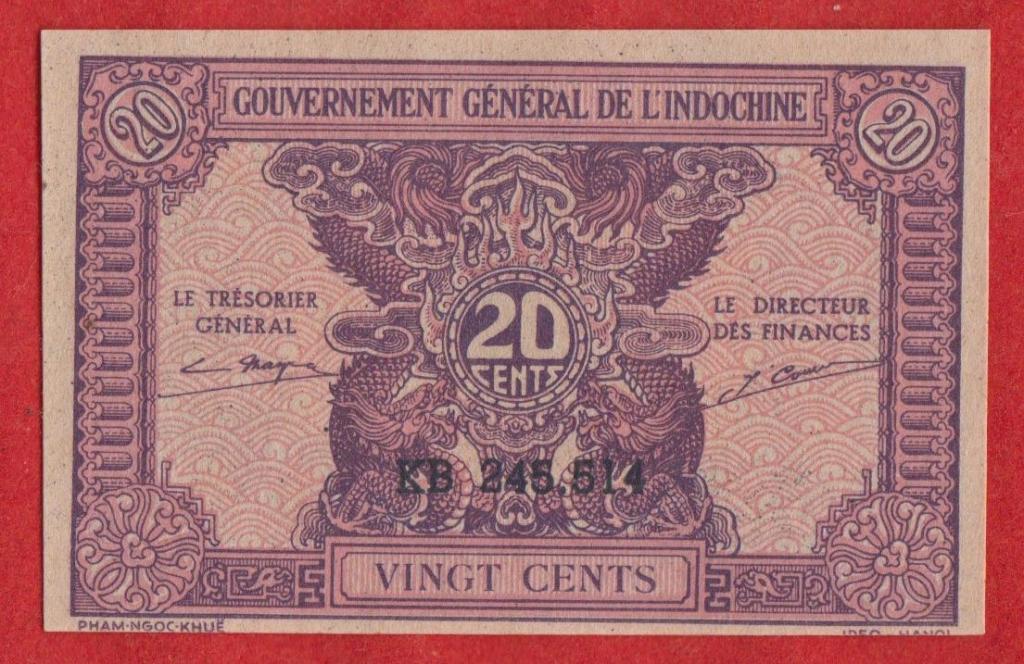 GOUVERNEMENT GÉNÉRAL DE L'INDOCHINE
20
20
LE TRÉSORIER
GÉNÉRAL
LE DIRECTEUR
DES FINANCES
20
CENTS
KB 245,514
VINGT CENTS
PHAM-NGOC-KHUÊ
IDEO HANOI